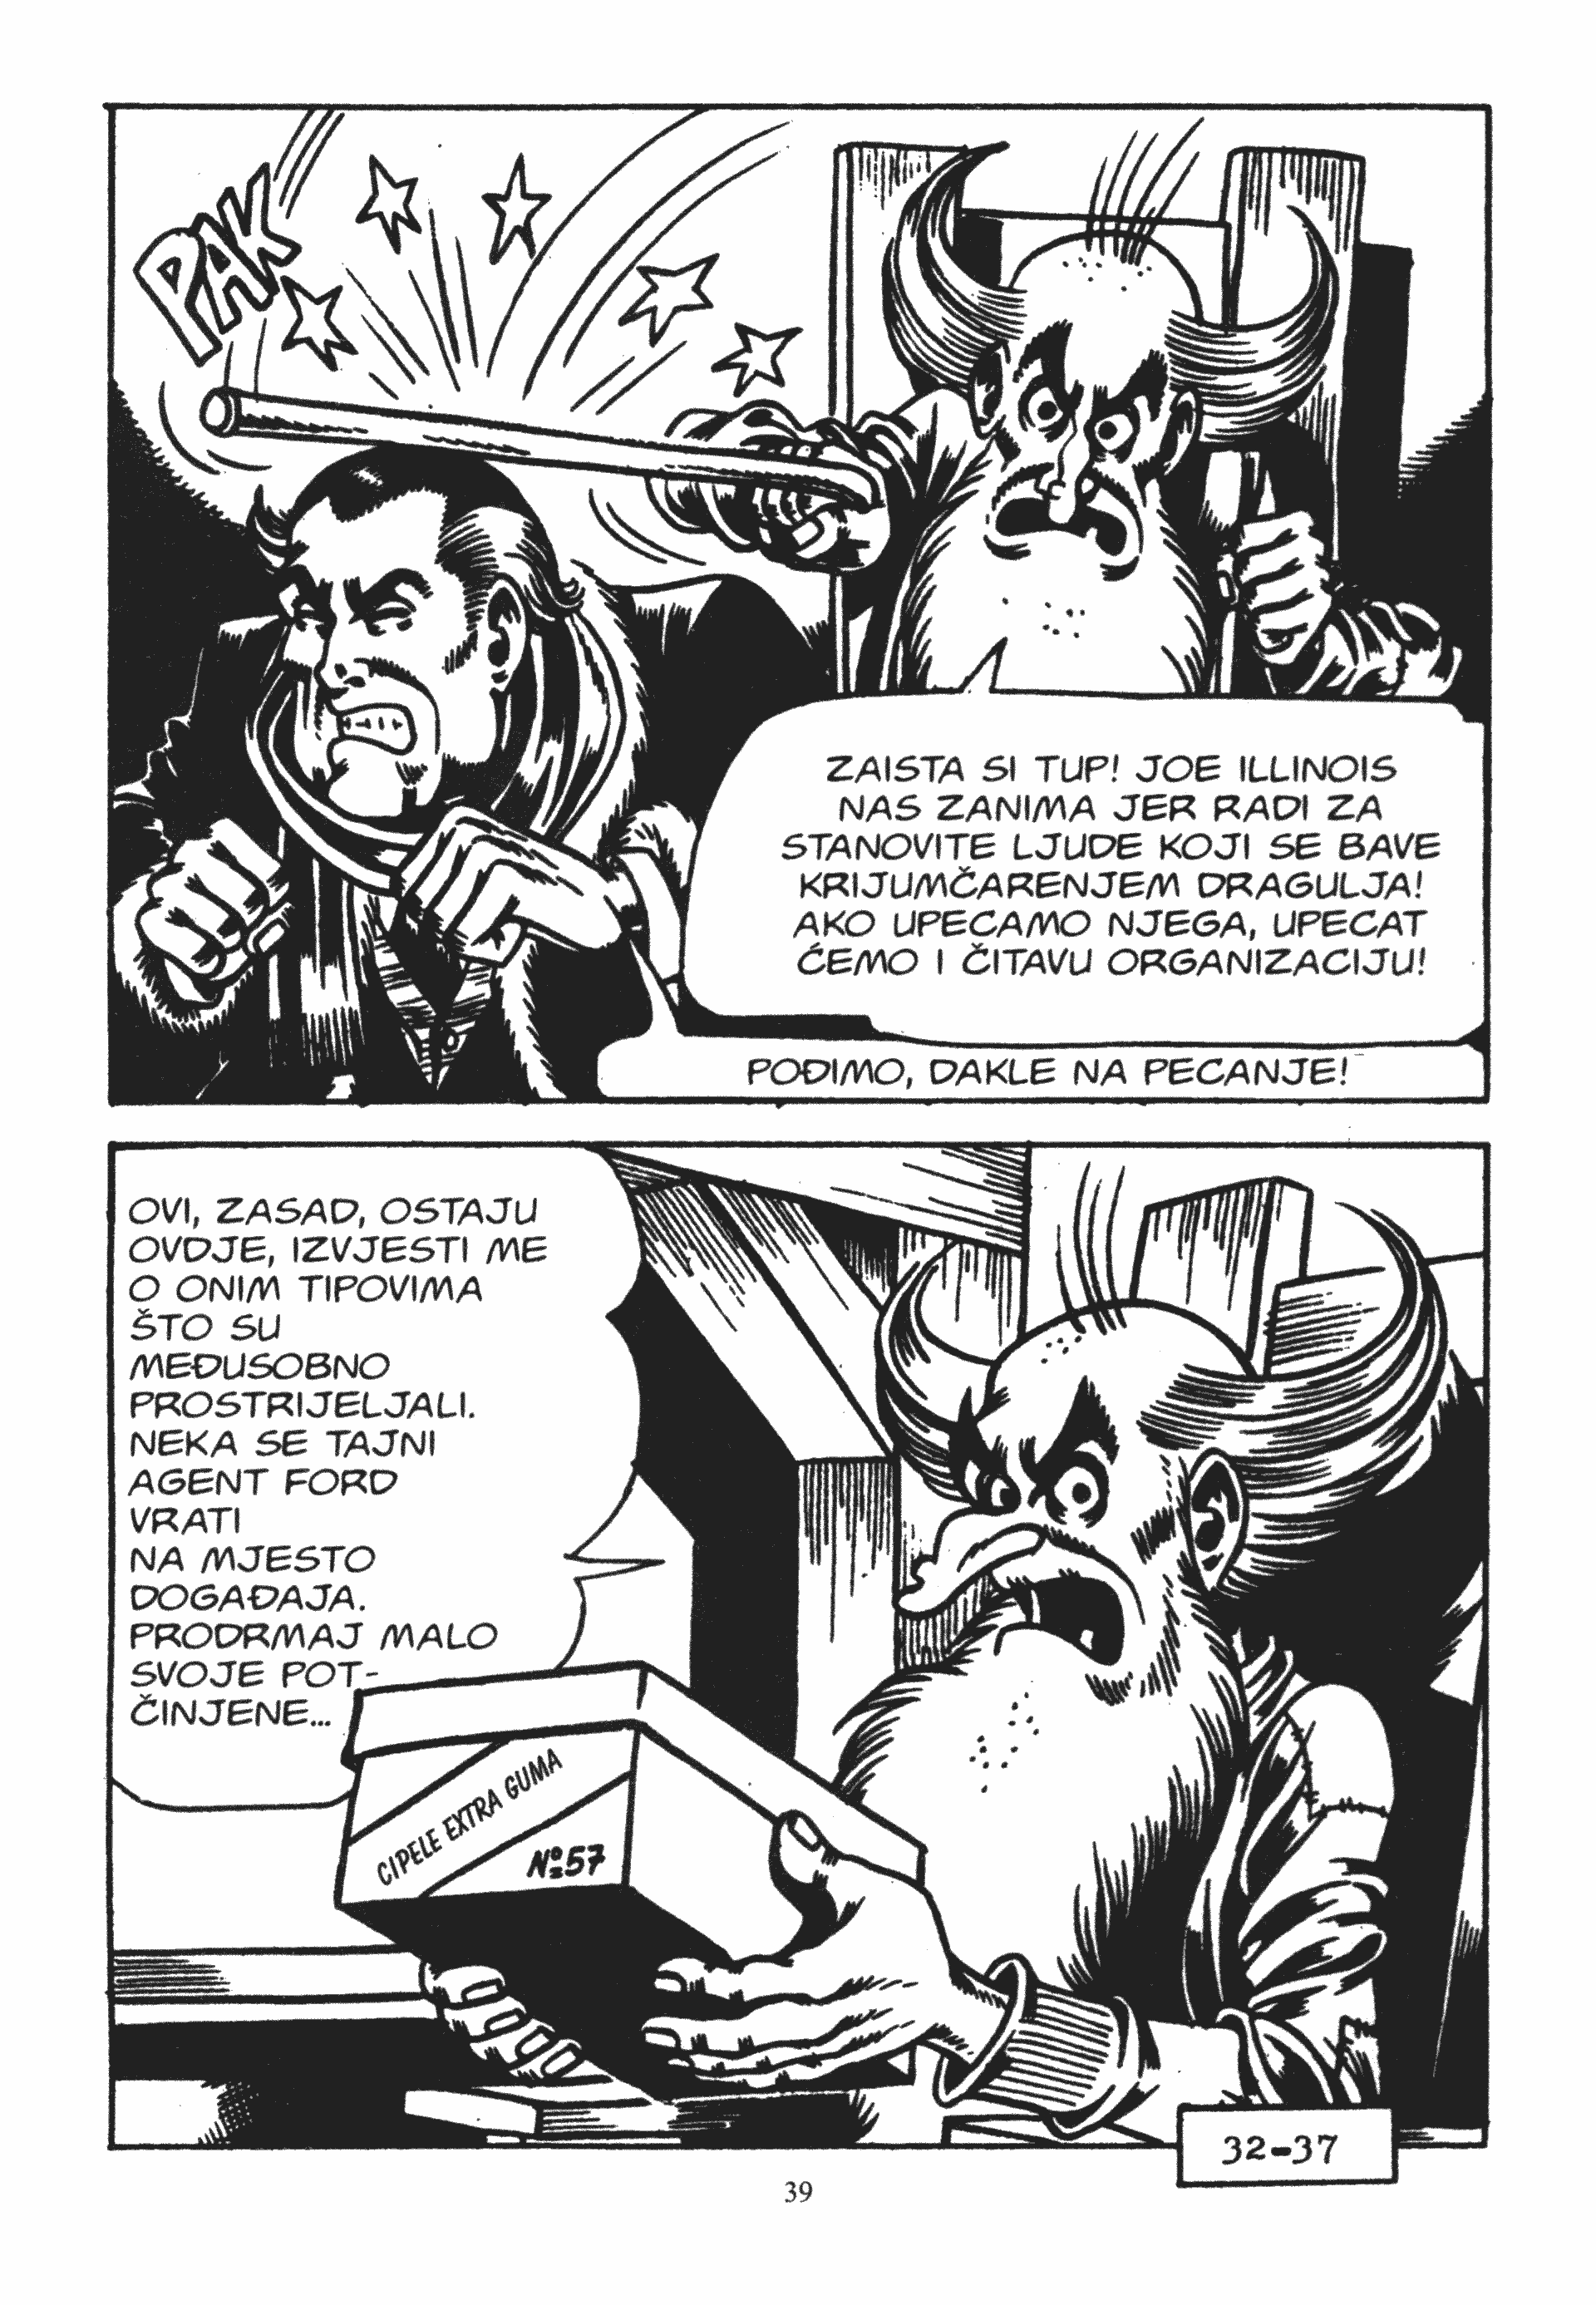 PAK
ZAISTA SI TUP! JOE ILLINOIS
NAS ZANIMA JER RADI ZA
STANOVITE LJUDE KOJI SE BAVE
KRIJUMČARENJEM DRAGULJA!
AKO UPECAMO NJEGA, UPECAT
ĆEMO I ČITAVU ORGANIZACIJU!
POĐIMO, DAKLE NA PECANJE!
OVI, ZASAD, OSTAJU
OVDJE, IZVJESTI ME
O ONIM TIPOVIMA
ŠTO SU
MEĐUSOBNO
PROSTRIJELJALI.
NEKA SE TAJNI
AGENT FORD
VRATI
NA MJESTO
DOGAĐAJA.
PRODRMAJ MALO
SVOJE POT-
ČINJENE...
CIPELE EXTRA GUMA
Nº57
32-37
39